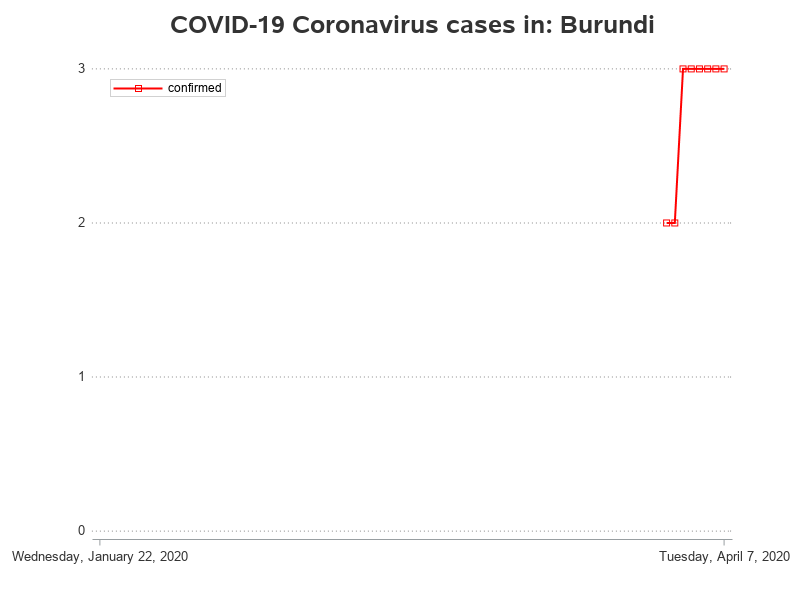 COVID-19 Coronavirus cases in: Burundi
3
confirmed
2
1
0
Wednesday, January 22, 2020
Tuesday, April 7, 2020